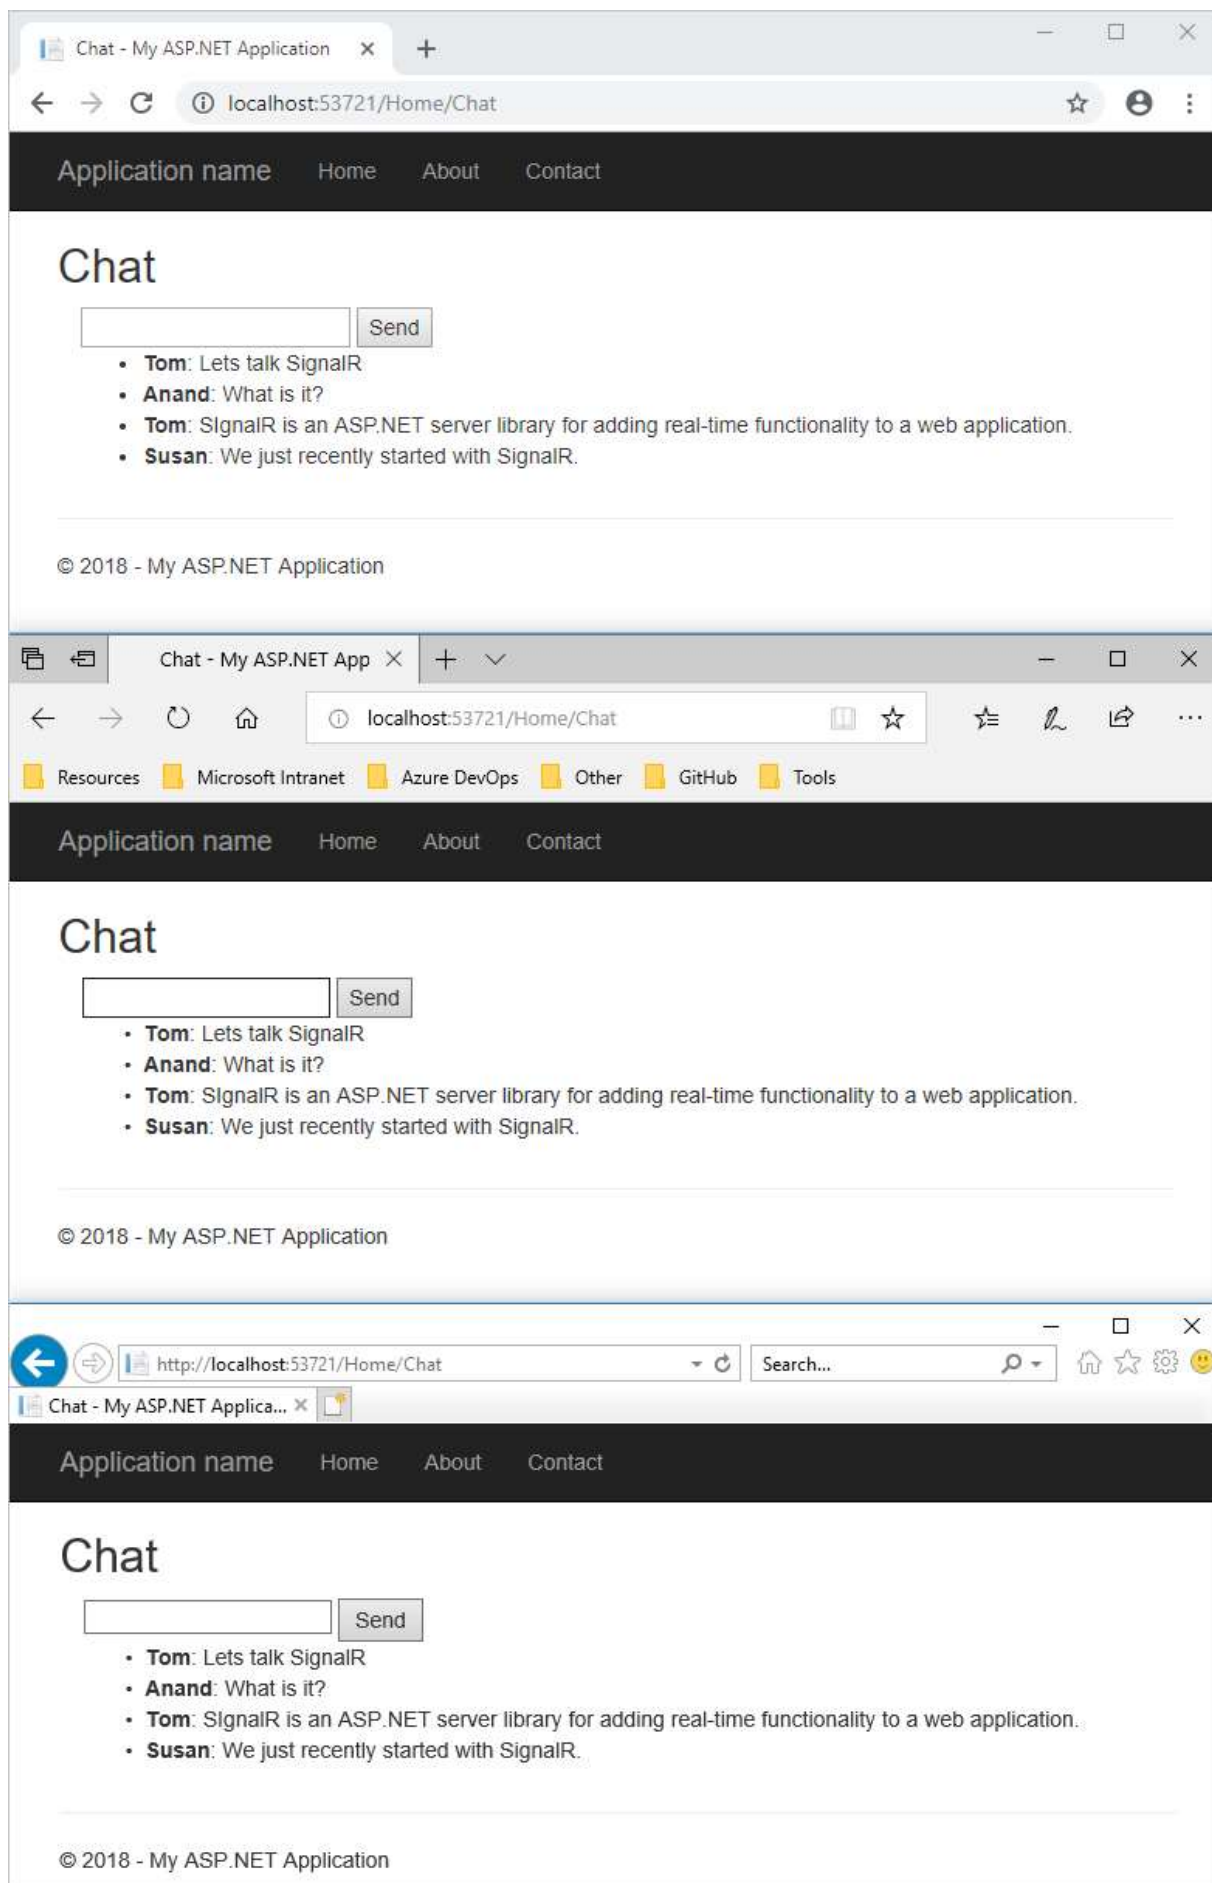 Chat - My ASP.NET Application
localhost:53721/Home/Chat
Application name Home About Contact
Chat
Send
Tom: Lets talk SignalR
Anand: What is it?
Tom: SIgnalR is an ASP.NET server library for adding real-time functionality to a web application.
Susan: We just recently started with SignalR.
© 2018 - My ASP.NET Application
Chat - My ASP.NET App
localhost:53721/Home/Chat
Resources Microsoft Intranet Azure DevOps Other GitHub Tools
Application name Home About Contact
Chat
Send
Tom: Lets talk SignalR
Anand: What is it?
Tom: SIgnalR is an ASP.NET server library for adding real-time functionality to a web application.
Susan: We just recently started with SignalR.
© 2018 - My ASP.NET Application
http://localhost:53721/Home/Chat Search...
Chat - My ASP.NET Applica...
Application name Home About Contact
Chat
Send
Tom: Lets talk SignalR
Anand: What is it?
Tom: SIgnalR is an ASP.NET server library for adding real-time functionality to a web application.
Susan: We just recently started with SignalR.
© 2018 - My ASP.NET Application